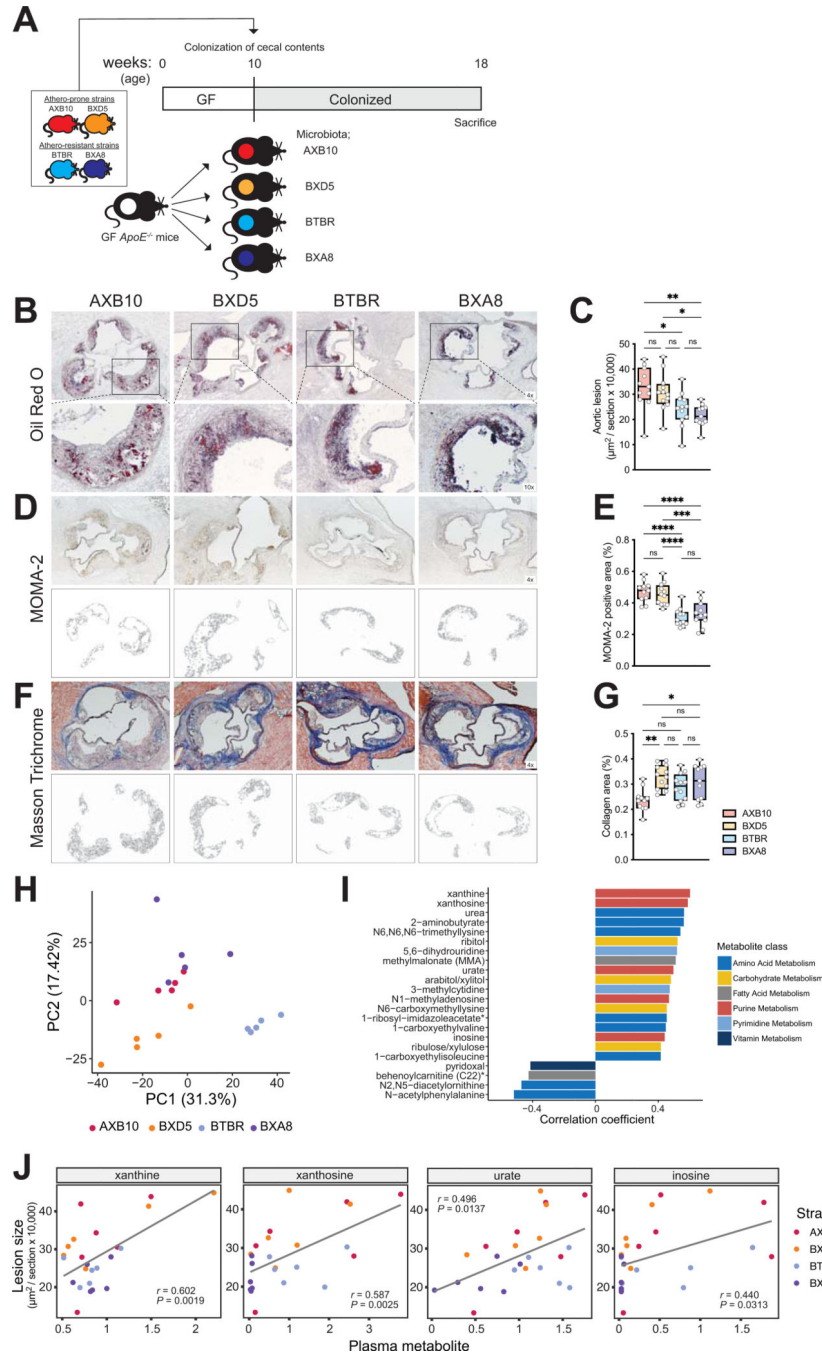 A
Colonization of cecal contents
weeks: 0 10 18
(age)
GF Colonized
Sacrifice
Athero-prone strains
AXB10 BXD5
Athero-resistant strains
BTBR BXA8
GF ApoE-/- mice
Microbiota;
AXB10
BXD5
BTBR
BXA8
AXB10 BXD5 BTBR BXA8
B
Oil Red O
4x
10x
C
Aortic lesion
(µm² / section x 10,000)
50
40
30
20
10
0
**
*
*
ns ns ns
D
MOMA-2
4x
E
MOMA-2 positive area (%)
0.8
0.6
0.4
0.2
0.0
****
***
****
****
ns ns
F
Masson Trichrome
4x
G
Collagen area (%)
0.5
0.4
0.3
0.2
0.1
0.0
*
ns
ns
** ns ns
AXB10
BXD5
BTBR
BXA8
H
PC2 (17.42%)
25
0
−25
−40 −20 0 20 40
PC1 (31.3%)
AXB10 BXD5 BTBR BXA8
I
xanthine
xanthosine
urea
2-aminobutyrate
N6,N6,N6-trimethyllysine
ribitol
5,6-dihydrouridine
methylmalonate (MMA)
urate
arabitol/xylitol
3-methylcytidine
N1-methyladenosine
N6-carboxymethyllysine
1-ribosyl-imidazoleacetate*
1-carboxyethylvaline
inosine
ribulose/xylulose
1-carboxyethylisoleucine
pyridoxal
behenoylcarnitine (C22)*
N2,N5-diacetylornithine
N-acetylphenylalanine
−0.4 0 0.4
Correlation coefficient
Metabolite class
Amino Acid Metabolism
Carbohydrate Metabolism
Fatty Acid Metabolism
Purine Metabolism
Pyrimidine Metabolism
Vitamin Metabolism
J
xanthine xanthosine urate inosine
Lesion size
(µm² / section x 10,000)
40
30
20
r = 0.602
P = 0.0019
r = 0.587
P = 0.0025
r = 0.496
P = 0.0137
r = 0.440
P = 0.0313
0.5 1 1.5 2
0 1 2 3
0 0.5 1 1.5
0 0.5 1 1.5
Plasma metabolite
Stra
AX
BX
BT
BX